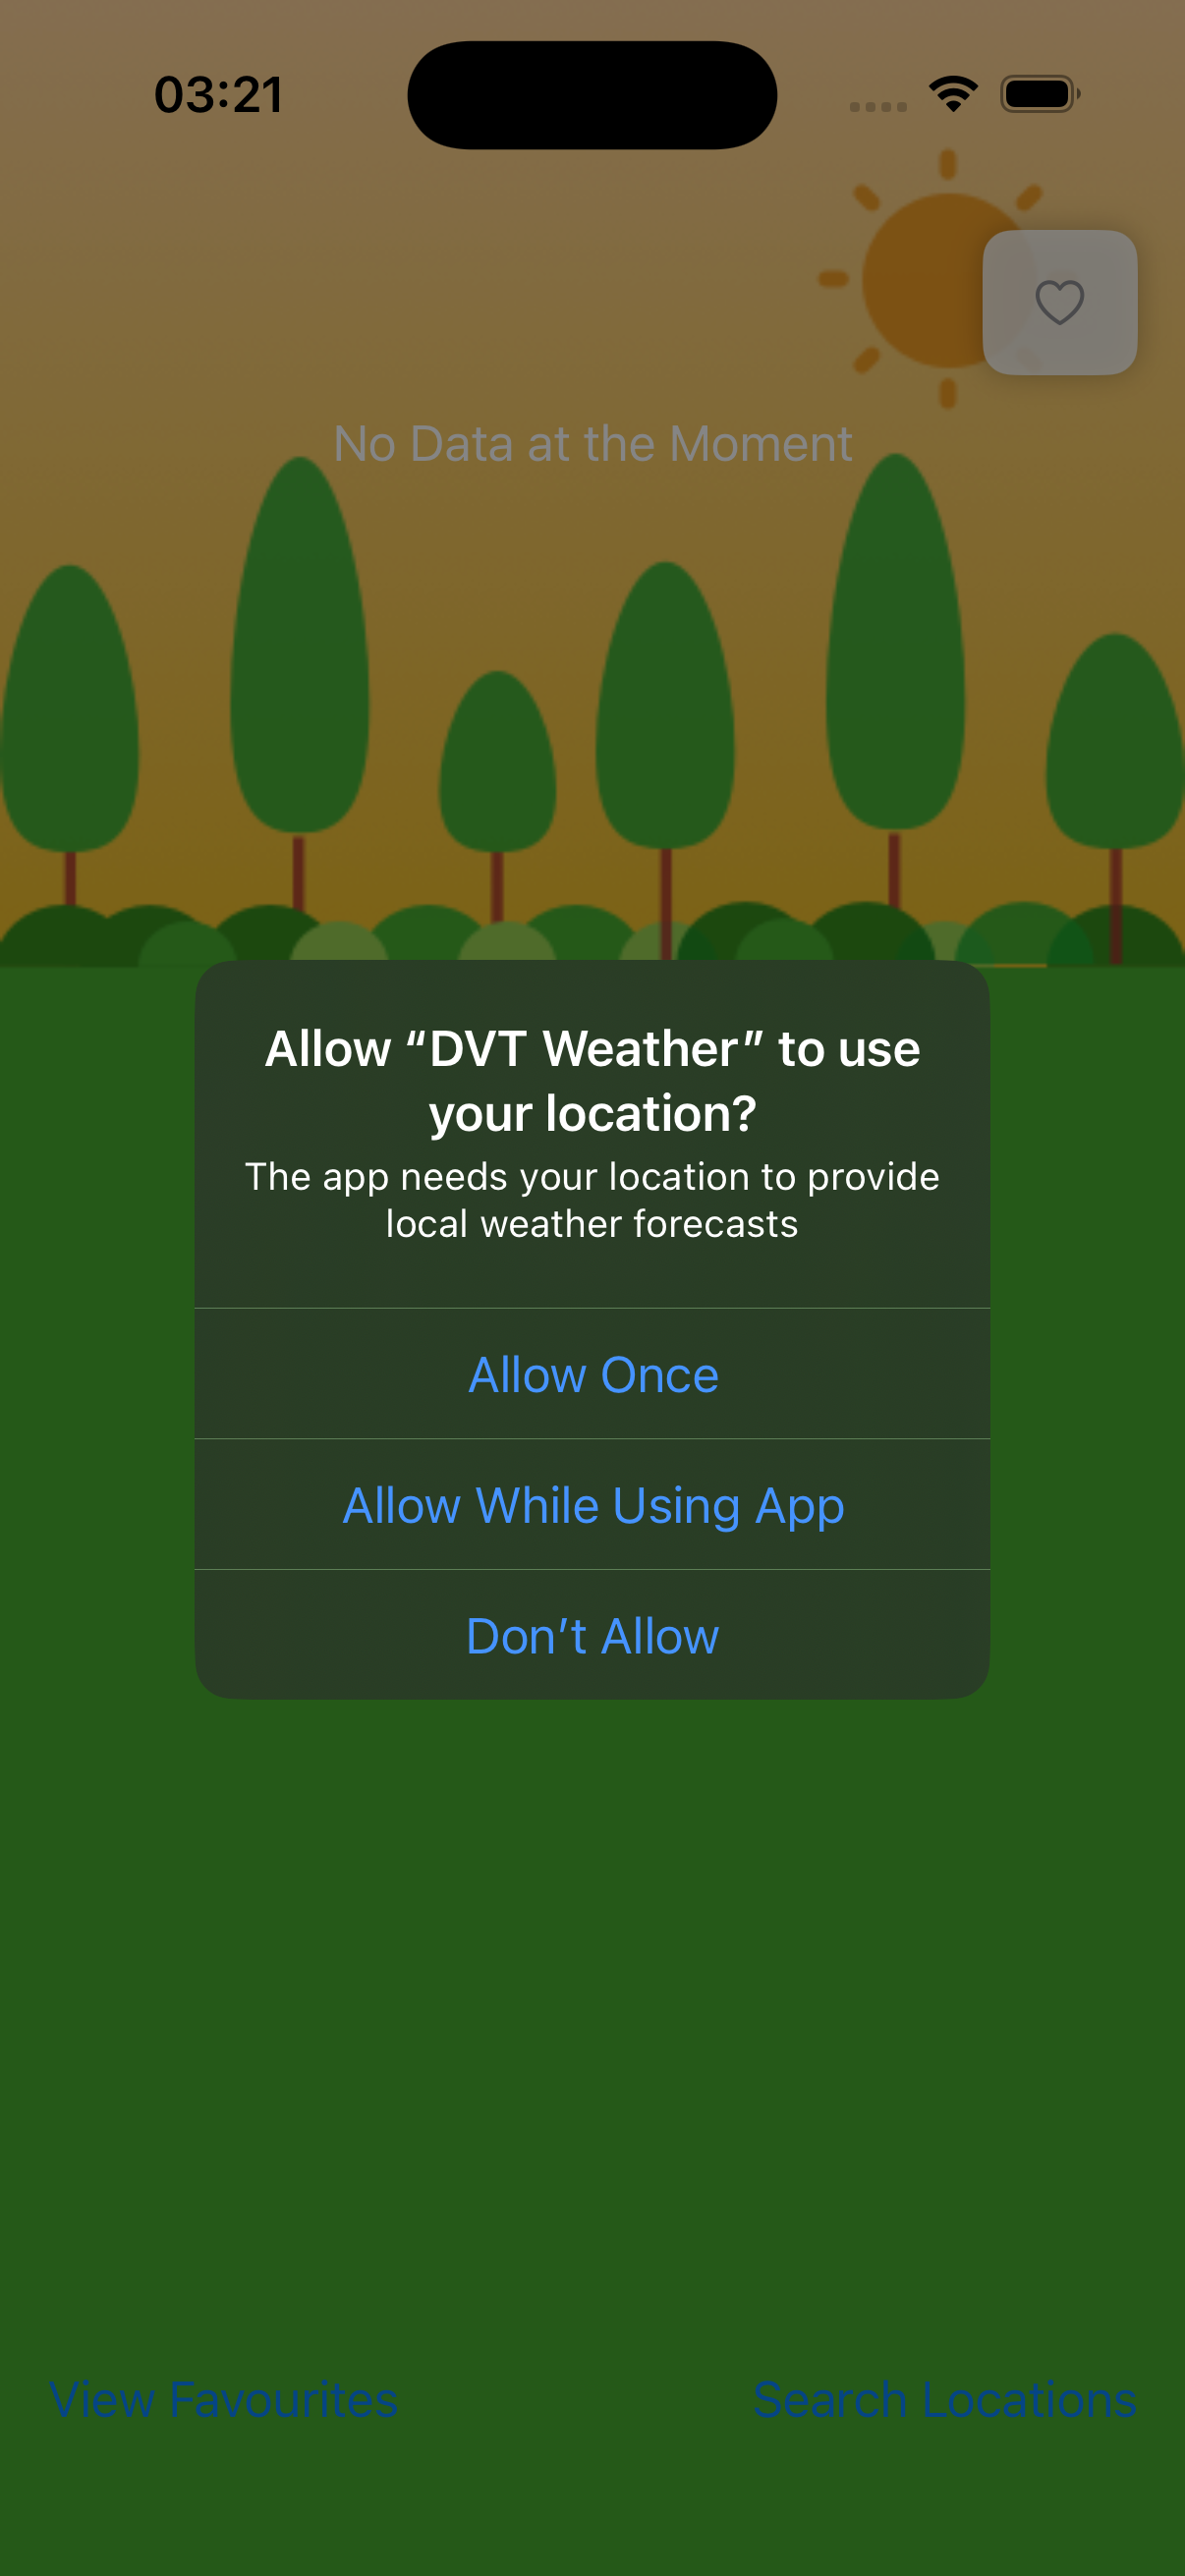 03:21
No Data at the Moment
Allow “DVT Weather” to use
your location?
The app needs your location to provide
local weather forecasts
Allow Once
Allow While Using App
Don’t Allow
View Favourites
Search Locations